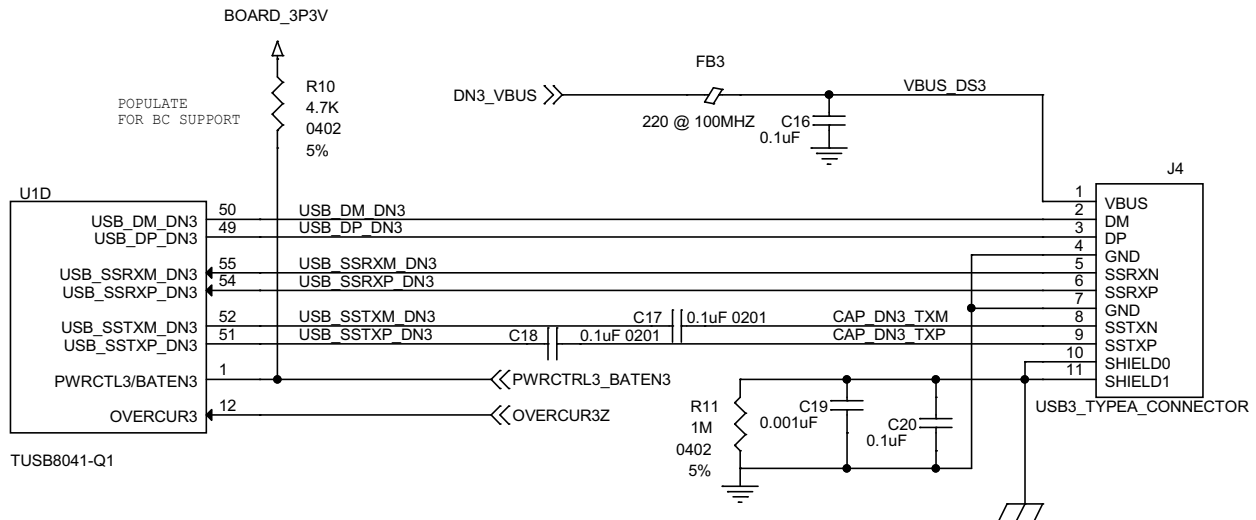 BOARD_3P3V
FB3
R10
4.7K
0402
5%
POPULATE
FOR BC SUPPORT
DN3_VBUS
VBUS_DS3
220 @ 100MHZ
C16
0.1uF
J4
U1D
USB_DM_DN3 50 USB_DM_DN3
USB_DP_DN3 49 USB_DP_DN3
USB_SSRXM_DN3 55 USB_SSRXM_DN3
USB_SSRXP_DN3 54 USB_SSRXP_DN3
USB_SSTXM_DN3 52 USB_SSTXM_DN3 C17 0.1uF 0201 CAP_DN3_TXM
USB_SSTXP_DN3 51 USB_SSTXP_DN3 C18 0.1uF 0201 CAP_DN3_TXP
PWRCTL3/BATEN3 1 PWRCTRL3_BATEN3
OVERCUR3 12 OVERCUR3Z
TUSB8041-Q1
1 VBUS
2 DM
3 DP
4 GND
5 SSRXN
6 SSRXP
7 GND
8 SSTXN
9 SSTXP
10 SHIELD0
11 SHIELD1
USB3_TYPEA_CONNECTOR
R11
1M
0402
5%
C19
0.001uF
C20
0.1uF